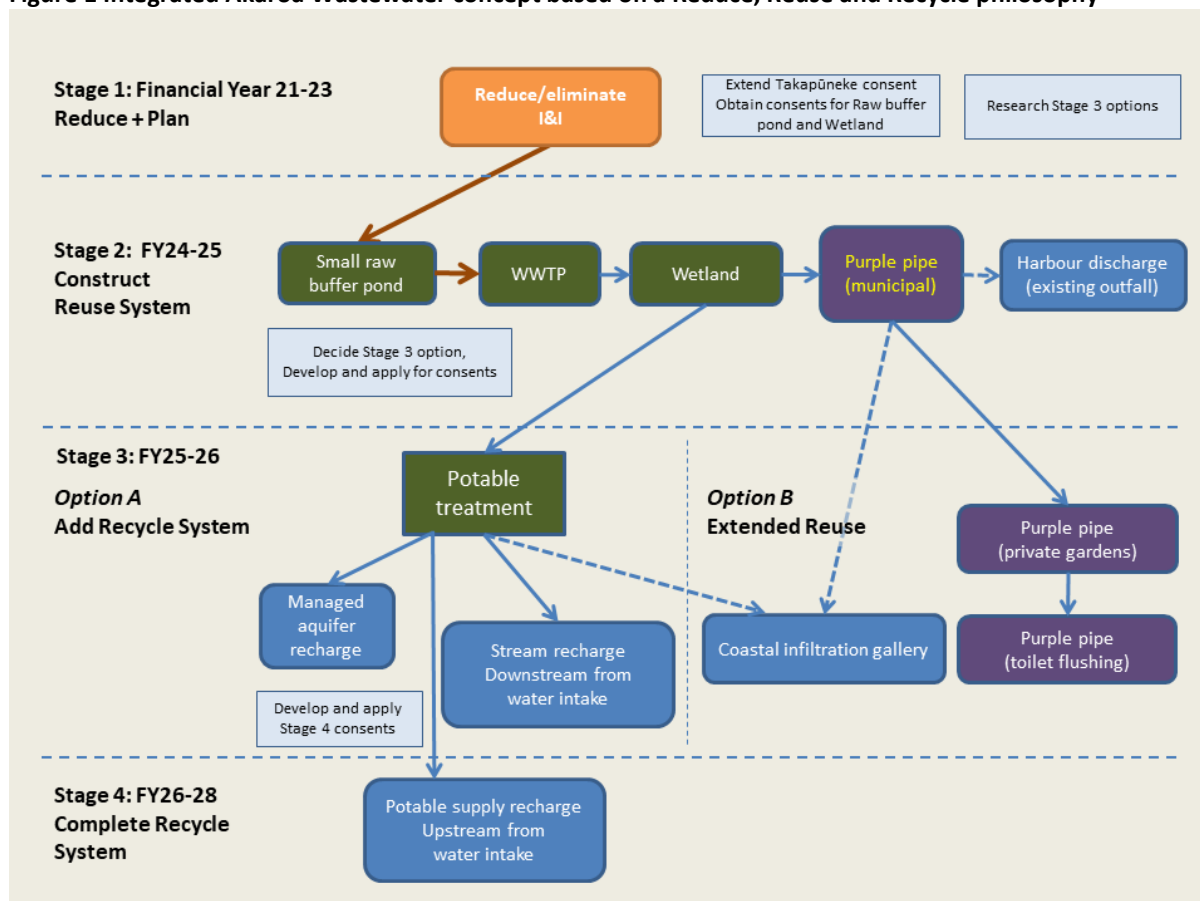 Figure 1 Integrated Akaroa Wastewater concept based on a Reduce, Reuse and Recycle philosophy
Stage 1: Financial Year 21-23
Reduce + Plan
Reduce/eliminate
I&I
Extend Takapūneke consent
Obtain consents for Raw buffer
pond and Wetland
Research Stage 3 options
Stage 2: FY24-25
Construct
Reuse System
Small raw
buffer pond
WWTP
Wetland
Purple pipe
(municipal)
Harbour discharge
(existing outfall)
Decide Stage 3 option,
Develop and apply for consents
Stage 3: FY25-26
Option A
Add Recycle System
Potable
treatment
Option B
Extended Reuse
Purple pipe
(private gardens)
Managed
aquifer
recharge
Stream recharge
Downstream from
water intake
Coastal infiltration gallery
Purple pipe
(toilet flushing)
Develop and apply
Stage 4 consents
Stage 4: FY26-28
Complete Recycle
System
Potable supply recharge
Upstream from
water intake